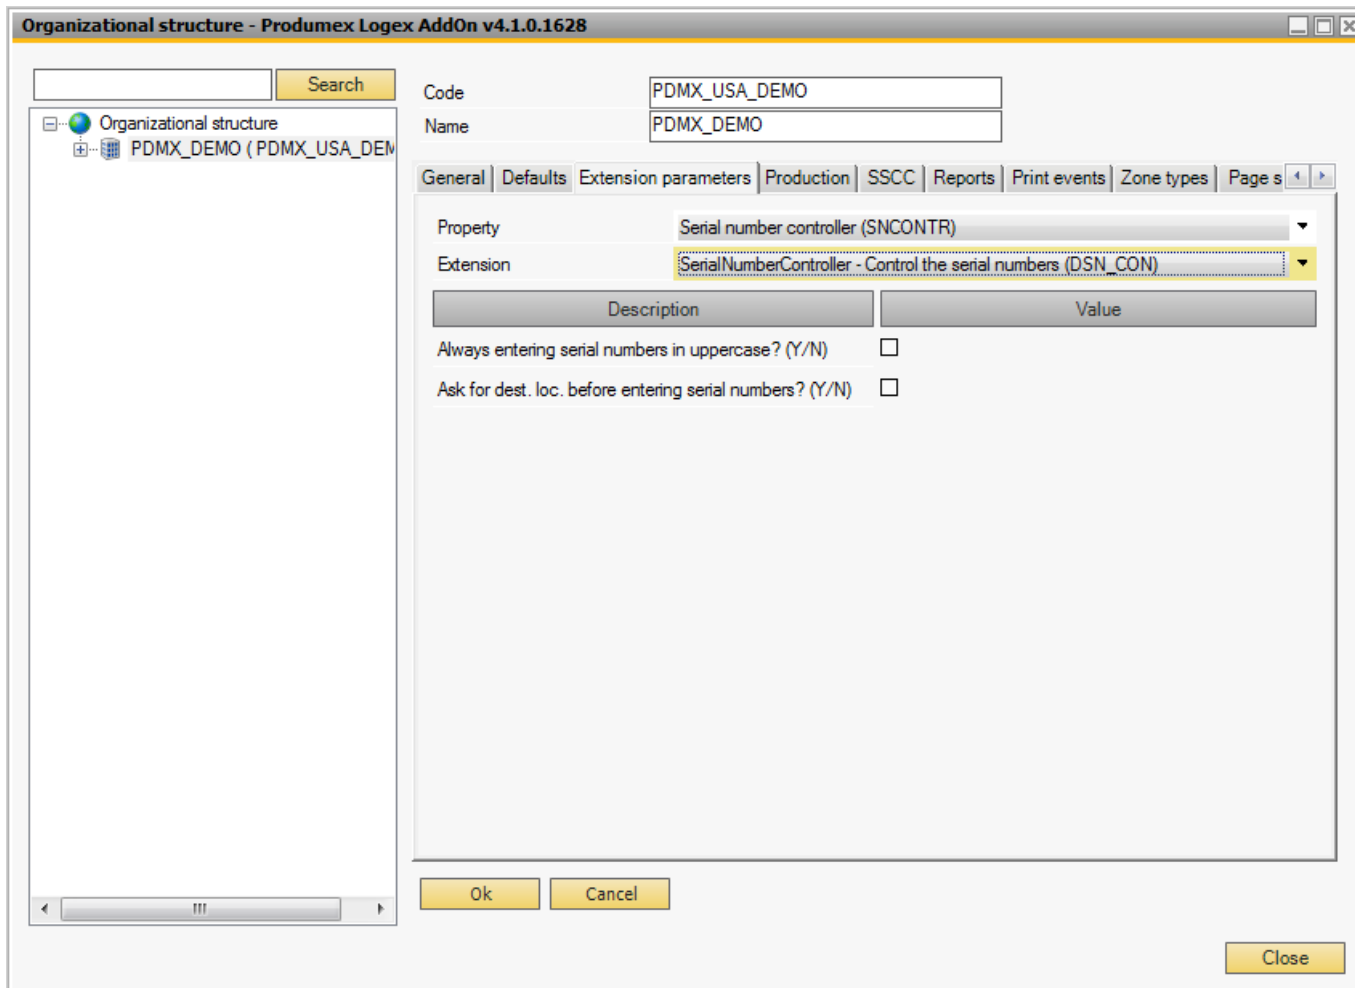 Organizational structure - Produmex Logex AddOn v4.1.0.1628
Search
Organizational structure
PDMX_DEMO ( PDMX_USA_DEM
Code PDMX_USA_DEMO
Name PDMX_DEMO
General Defaults Extension parameters Production SSCC Reports Print events Zone types Page s
Property Serial number controller (SNCONTR)
Extension SerialNumberController - Control the serial numbers (DSN_CON)
Description Value
Always entering serial numbers in uppercase? (Y/N)
Ask for dest. loc. before entering serial numbers? (Y/N)
Ok Cancel
Close